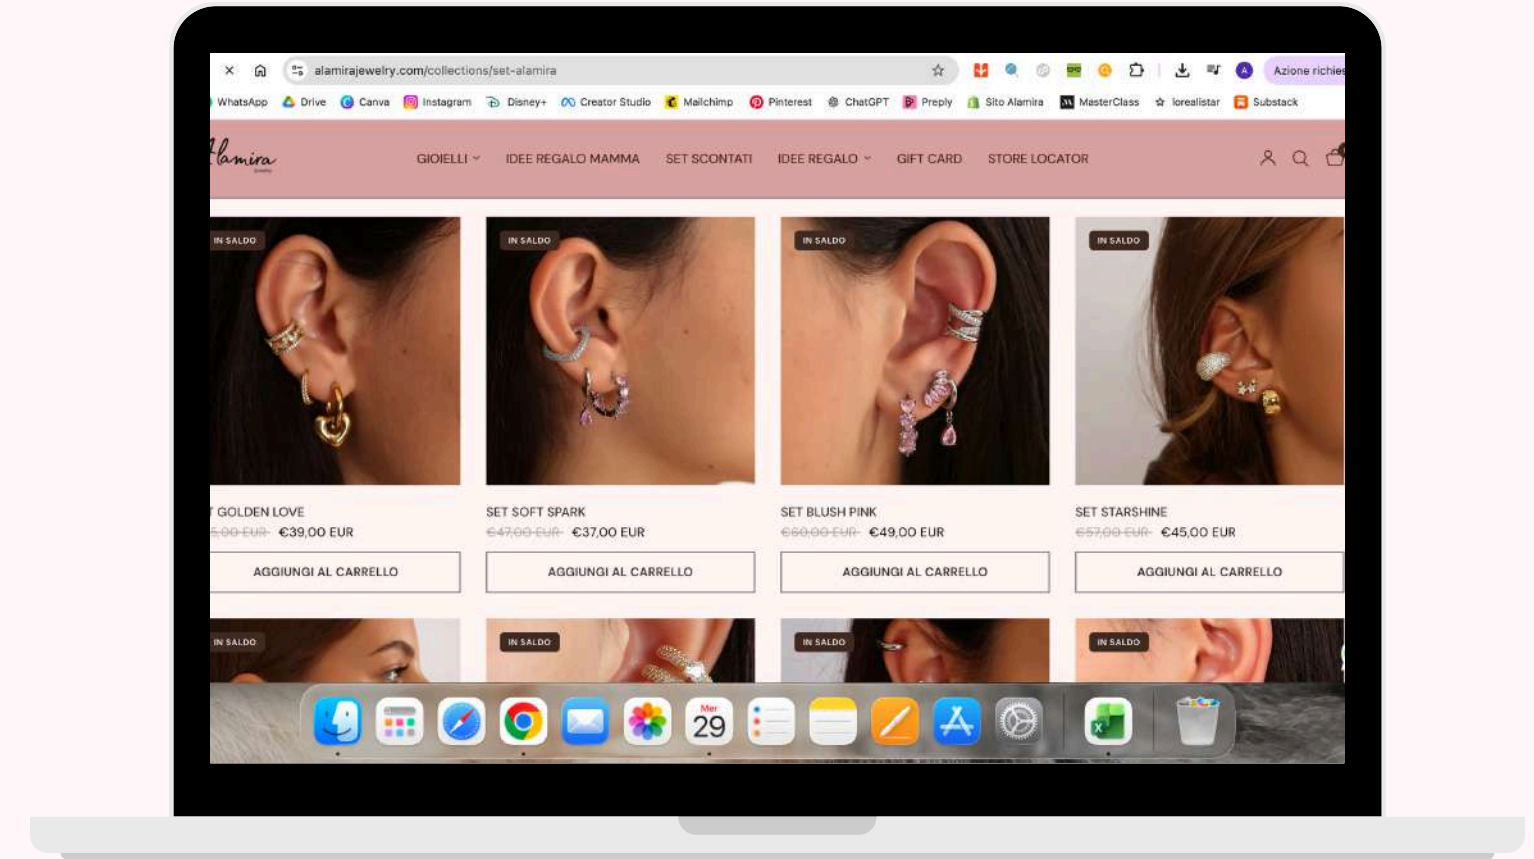 alamirajewelry.com/collections/set-alamira
A
Azione richies
WhatsApp Drive Canva Instagram Disney+ Creator Studio Mailchimp Pinterest ChatGPT Preply Sito Alamira MasterClass lorealistar Substack
Alamira
GIOIELLI IDEE REGALO MAMMA SET SCONTATI IDEE REGALO GIFT CARD STORE LOCATOR
IN SALDO IN SALDO IN SALDO IN SALDO
GOLDEN LOVE SET SOFT SPARK SET BLUSH PINK SET STARSHINE
5,00 EUR €39,00 EUR €47,00 EUR €37,00 EUR €60,00 EUR €49,00 EUR €57,00 EUR €45,00 EUR
AGGIUNGI AL CARRELLO AGGIUNGI AL CARRELLO AGGIUNGI AL CARRELLO AGGIUNGI AL CARRELLO
IN SALDO IN SALDO IN SALDO IN SALDO
Mer
29
X